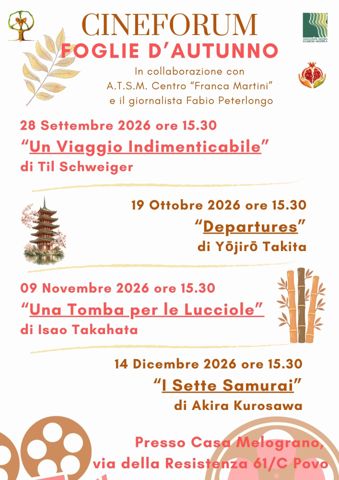 CINEFORUM
FOGLIE D'AUTUNNO
In collaborazione con
A.T.S.M. Centro "Franca Martini"
e il giornalista Fabio Peterlongo
28 Settembre 2026 ore 15.30
"Un Viaggio Indimenticabile"
di Til Schweiger
19 Ottobre 2026 ore 15.30
"Departures"
di Yōjirō Takita
09 Novembre 2026 ore 15.30
"Una Tomba per le Lucciole"
di Isao Takahata
14 Dicembre 2026 ore 15.30
"I Sette Samurai"
di Akira Kurosawa
Presso Casa Melograno,
via della Resistenza 61/C Povo